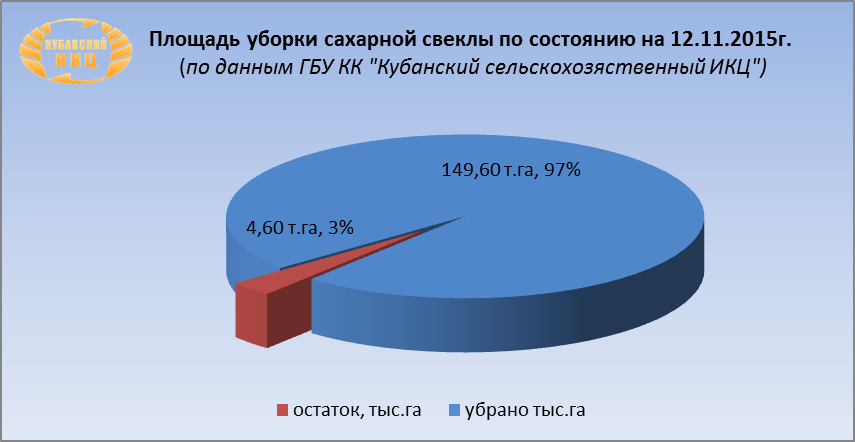 КУБАНСКИЙ
ИКЦ
Площадь уборки сахарной свеклы по состоянию на 12.11.2015г.
(по данным ГБУ КК "Кубанский сельскохозяственный ИКЦ")
149,60 т.га, 97%
4,60 т.га, 3%
остаток, тыс.га
убрано тыс.га